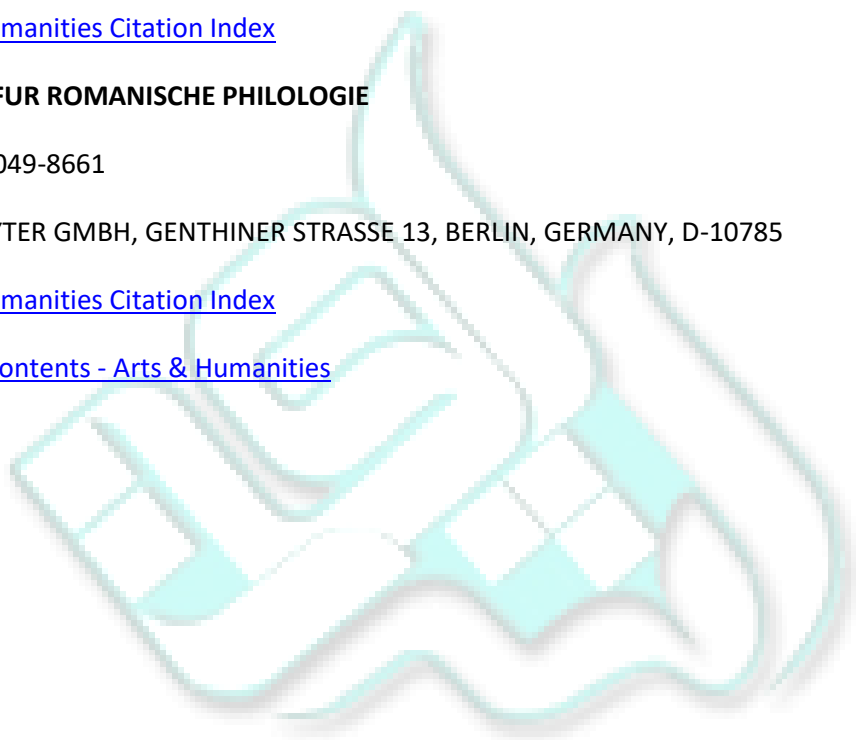 manities Citation Index
FUR ROMANISCHE PHILOLOGIE
049-8661
TER GMBH, GENTHINER STRASSE 13, BERLIN, GERMANY, D-10785
manities Citation Index
ontents - Arts & Humanities